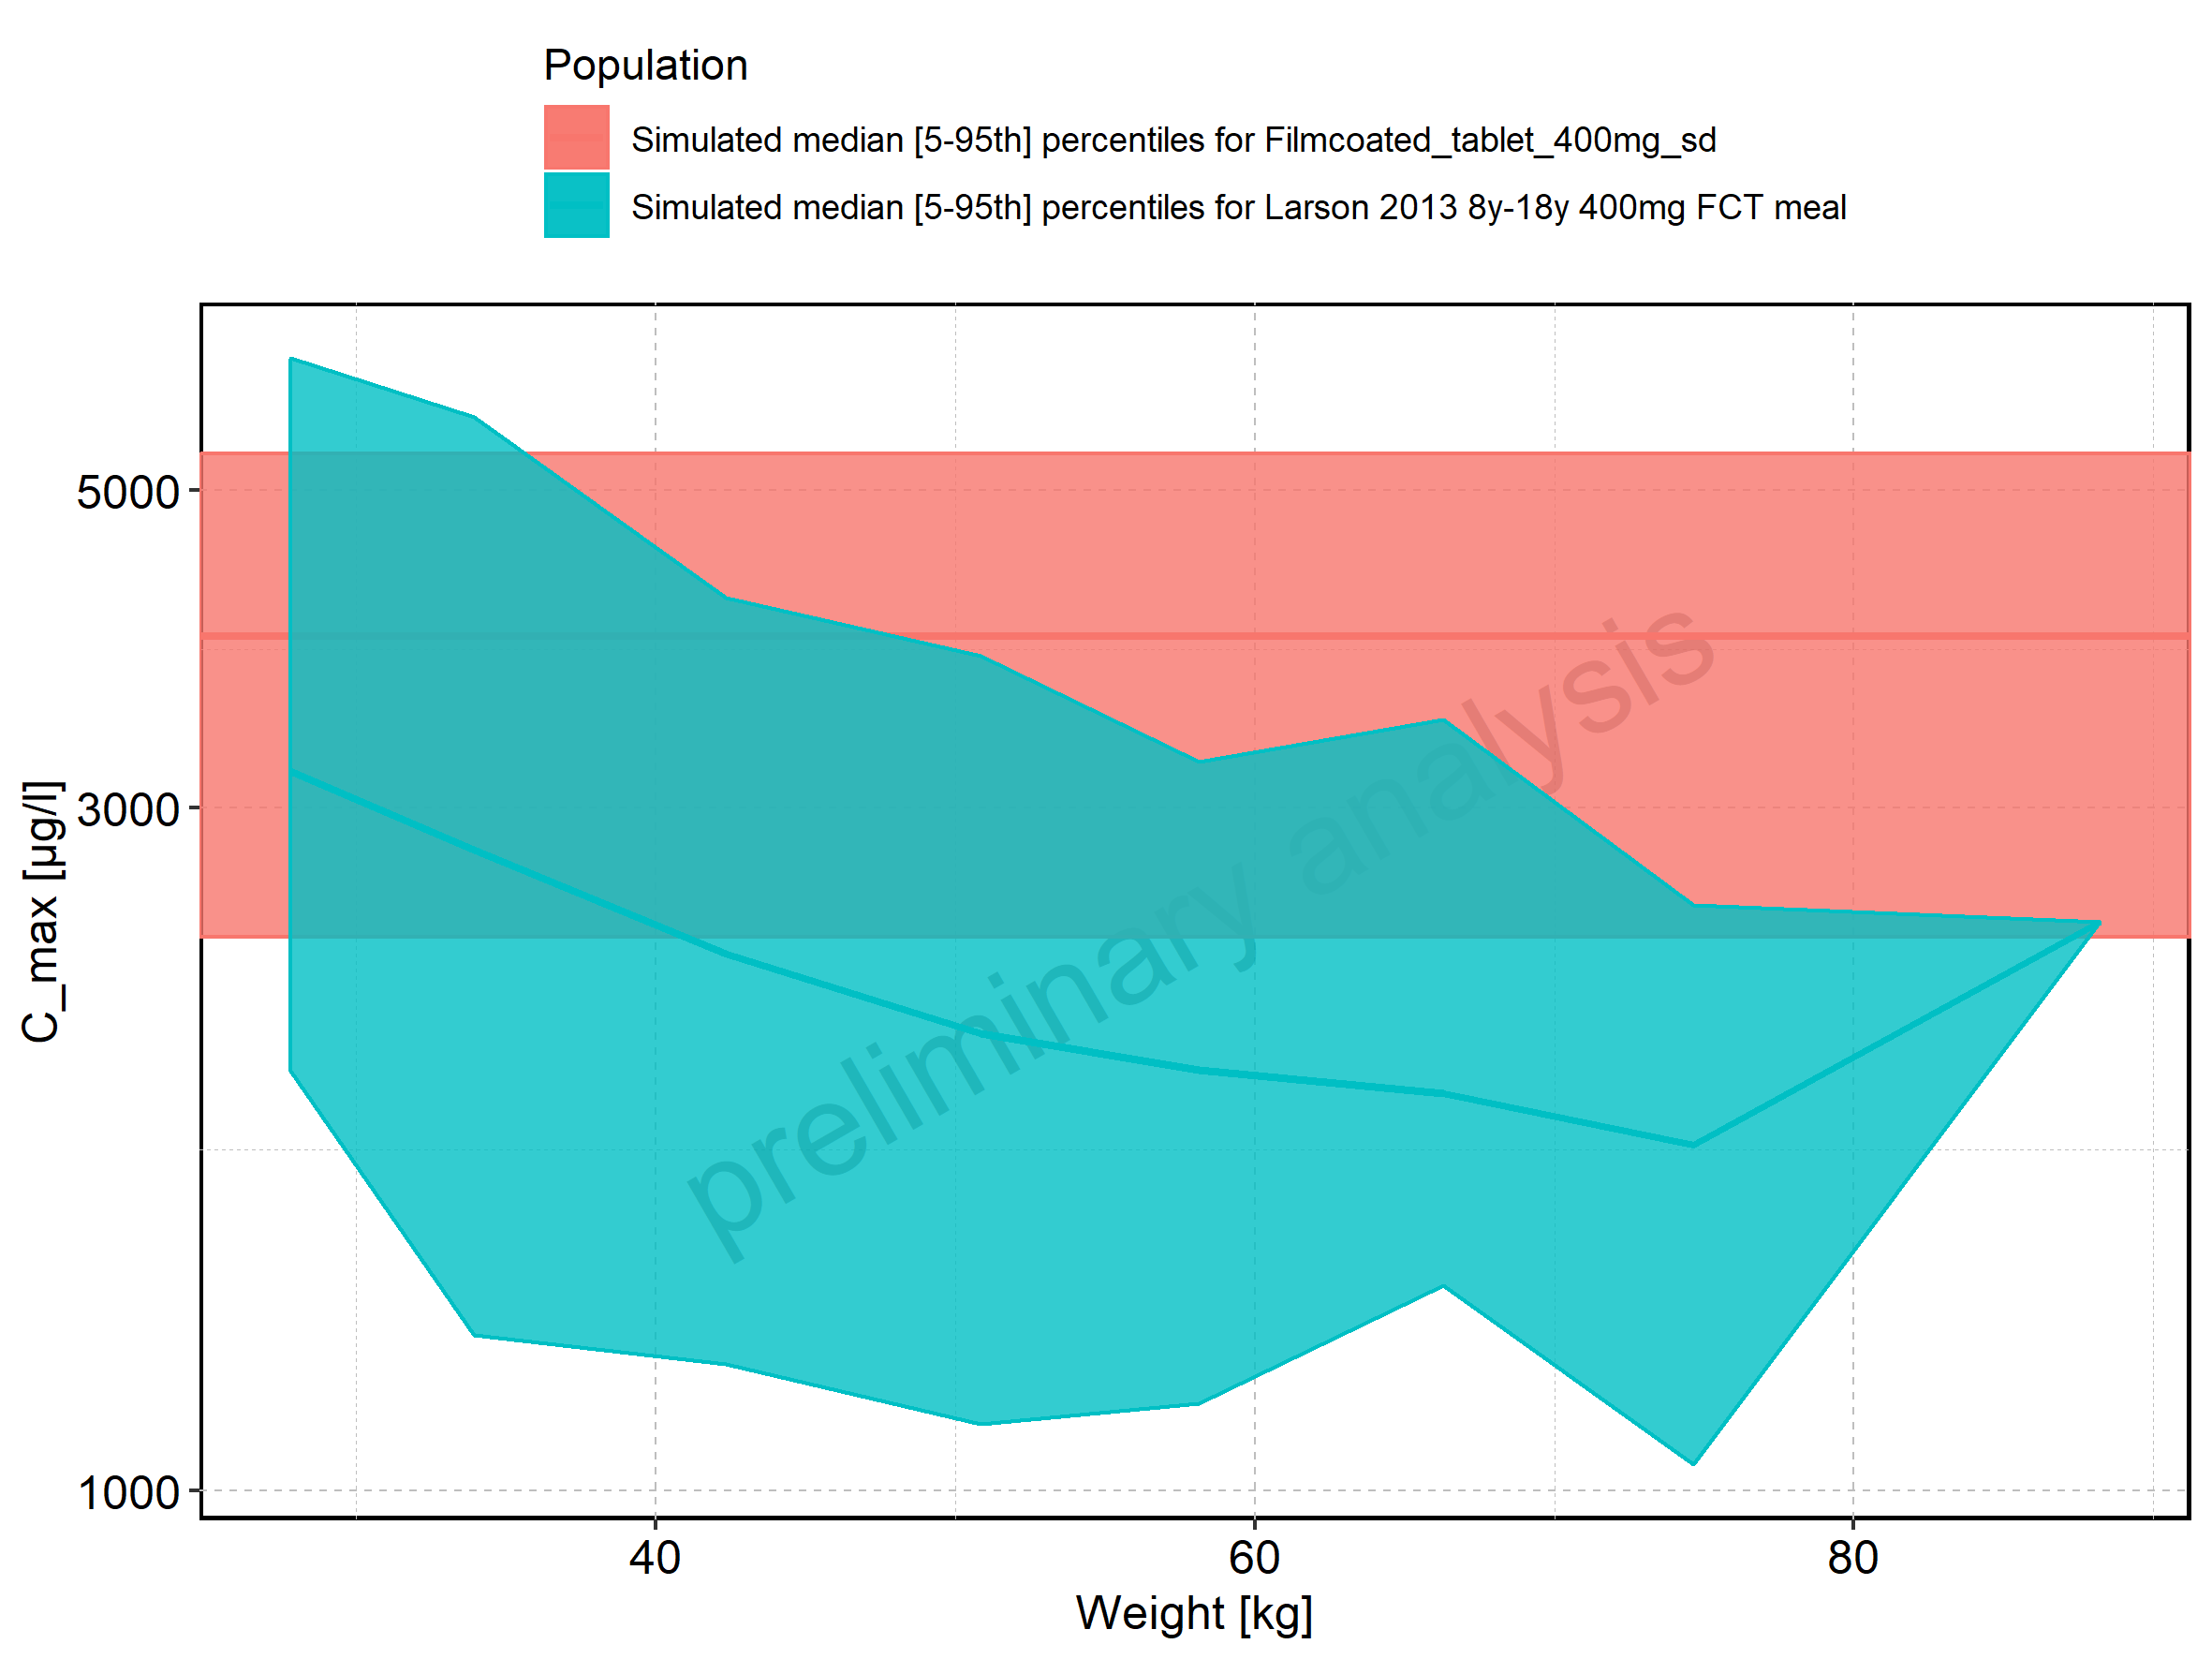 Population
Simulated median [5-95th] percentiles for Filmcoated_tablet_400mg_sd
Simulated median [5-95th] percentiles for Larson 2013 8y-18y 400mg FCT meal
C_max [µg/l]
5000
3000
1000
preliminary analysis
40 60 80
Weight [kg]